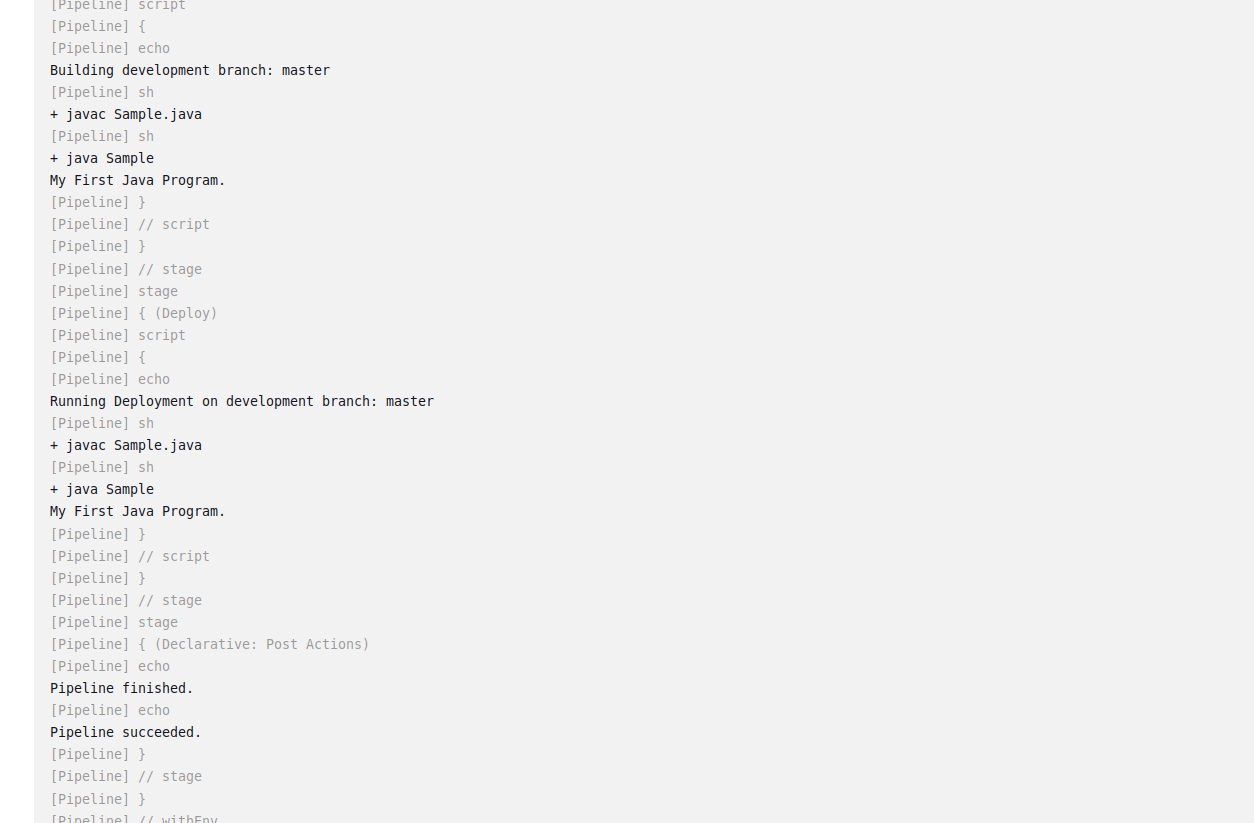 [Pipeline] script
[Pipeline] {
[Pipeline] echo
Building development branch: master
[Pipeline] sh
+ javac Sample.java
[Pipeline] sh
+ java Sample
My First Java Program.
[Pipeline] }
[Pipeline] // script
[Pipeline] }
[Pipeline] // stage
[Pipeline] stage
[Pipeline] { (Deploy)
[Pipeline] script
[Pipeline] {
[Pipeline] echo
Running Deployment on development branch: master
[Pipeline] sh
+ javac Sample.java
[Pipeline] sh
+ java Sample
My First Java Program.
[Pipeline] }
[Pipeline] // script
[Pipeline] }
[Pipeline] // stage
[Pipeline] stage
[Pipeline] { (Declarative: Post Actions)
[Pipeline] echo
Pipeline finished.
[Pipeline] echo
Pipeline succeeded.
[Pipeline] }
[Pipeline] // stage
[Pipeline] }
[Pipeline] // withEnv